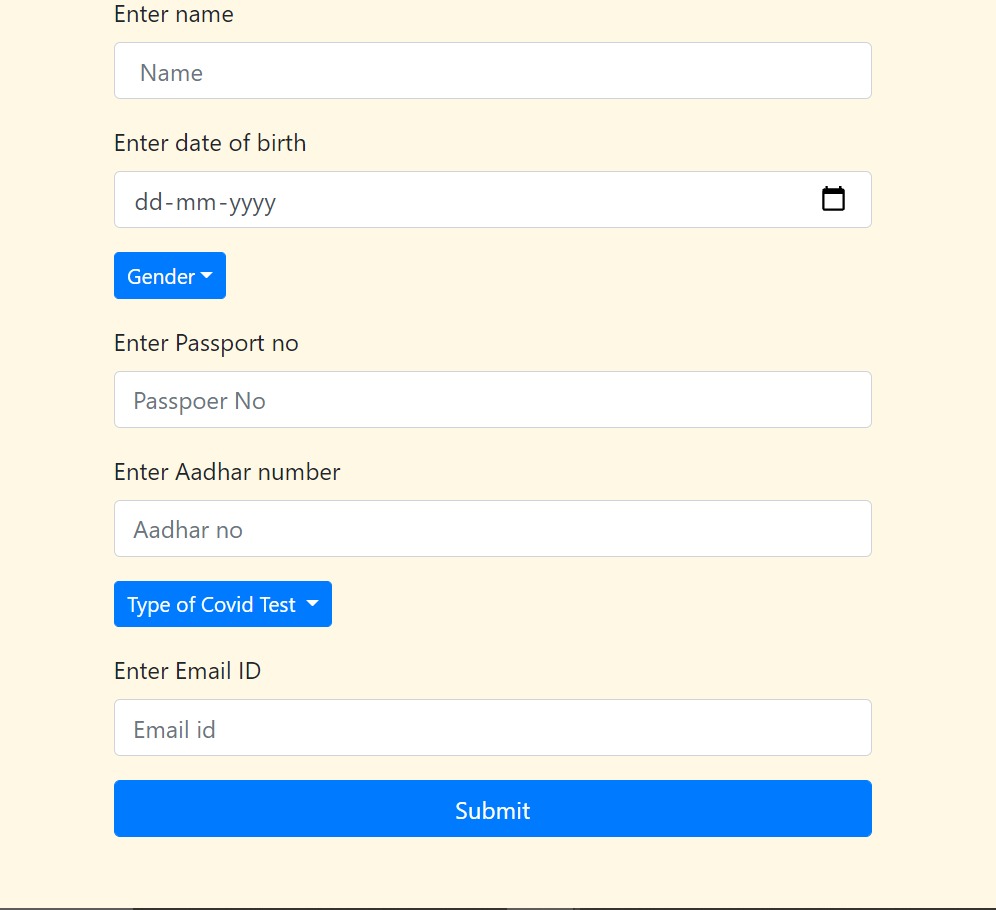 Enter name
Name
Enter date of birth
dd-mm-yyyy
Gender
Enter Passport no
Passpoer No
Enter Aadhar number
Aadhar no
Type of Covid Test
Enter Email ID
Email id
Submit